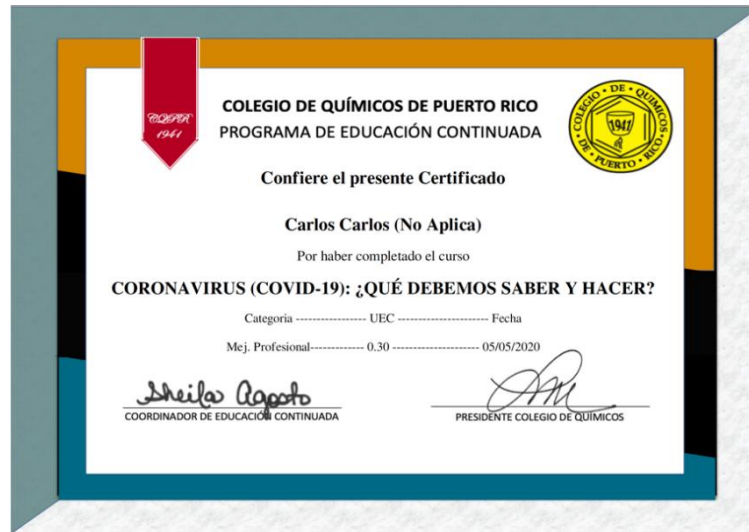 CQPR
1941
COLEGIO DE QUÍMICOS DE PUERTO RICO
PROGRAMA DE EDUCACIÓN CONTINUADA
COLEGIO • DE • QUIMICOS • DE • PUERTO • RICO •
1941
Confiere el presente Certificado
Carlos Carlos (No Aplica)
Por haber completado el curso
CORONAVIRUS (COVID-19): ¿QUÉ DEBEMOS SABER Y HACER?
Categoria ----------------- UEC ---------------------- Fecha
Mej. Profesional------------- 0.30 --------------------- 05/05/2020
Sheila Agosto
COORDINADOR DE EDUCACIÓN CONTINUADA
PRESIDENTE COLEGIO DE QUÍMICOS